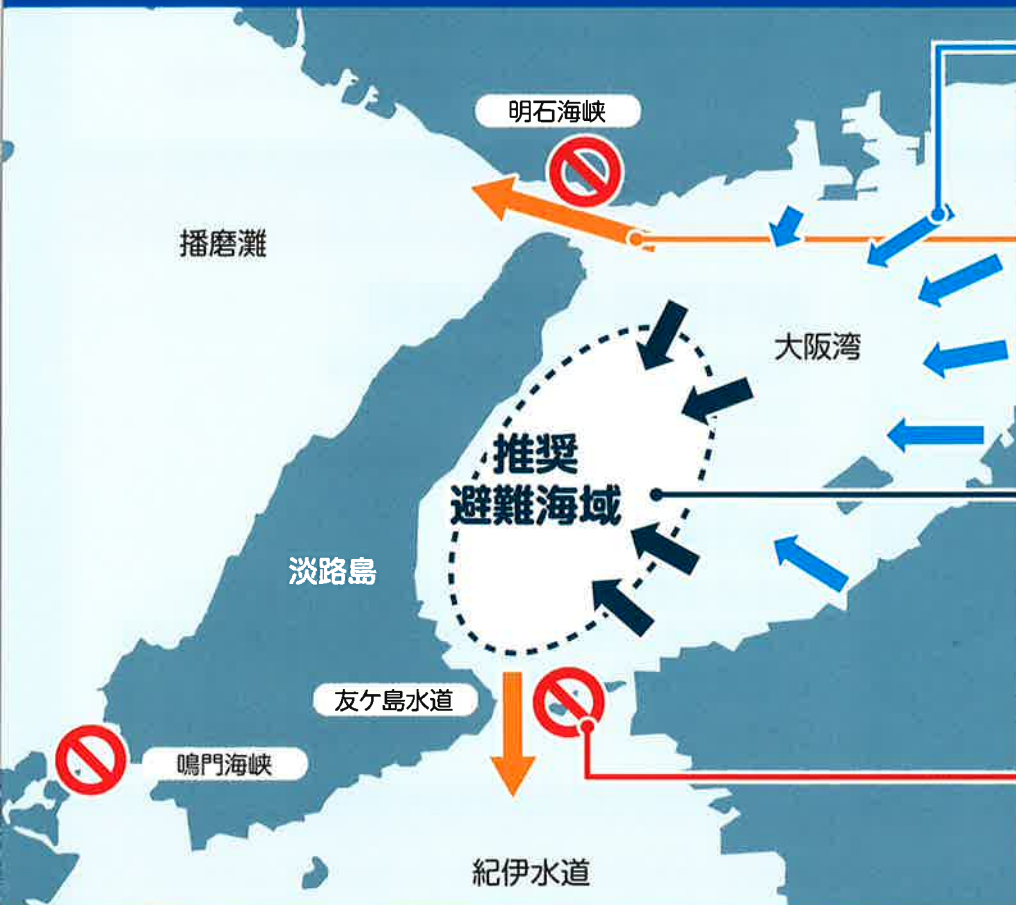 明石海峡
播磨灘
大阪湾
推奨
避難海域
淡路島
友ケ島水道
鳴門海峡
紀伊水道